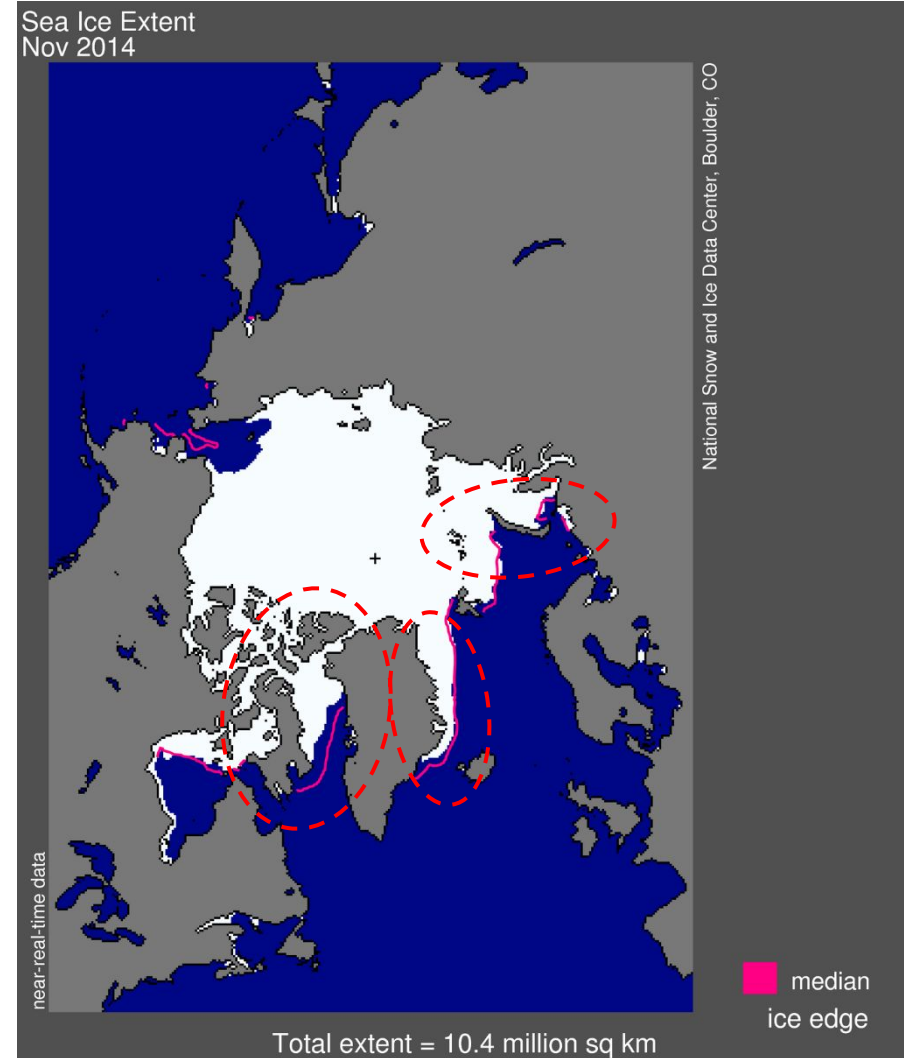 Sea Ice Extent
Nov 2014
National Snow and Ice Data Center, Boulder, CO
near-real-time data
median
ice edge
Total extent = 10.4 million sq km